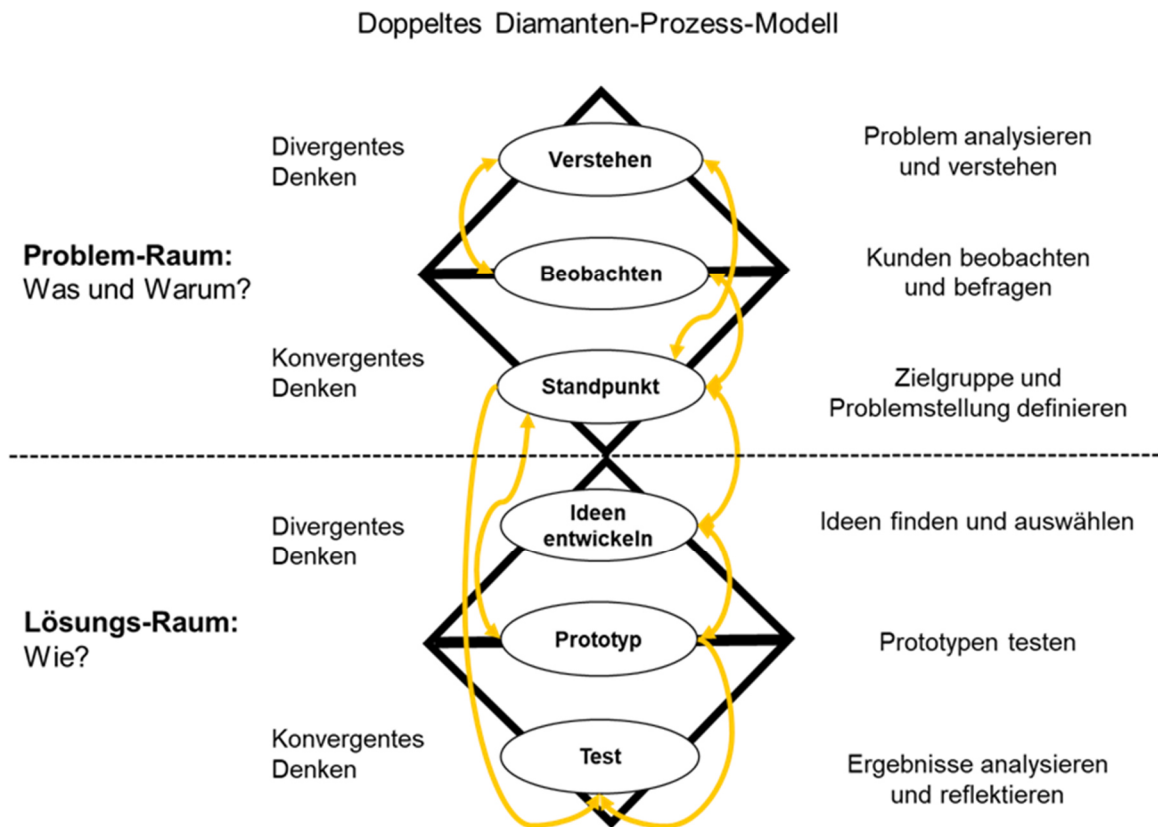 Doppeltes Diamanten-Prozess-Modell
Divergentes
Denken
Verstehen
Problem analysieren
und verstehen
Problem-Raum:
Was und Warum?
Beobachten
Kunden beobachten
und befragen
Konvergentes
Denken
Standpunkt
Zielgruppe und
Problemstellung definieren
Divergentes
Denken
Ideen
entwickeln
Ideen finden und auswählen
Lösungs-Raum:
Wie?
Prototyp
Prototypen testen
Konvergentes
Denken
Test
Ergebnisse analysieren
und reflektieren